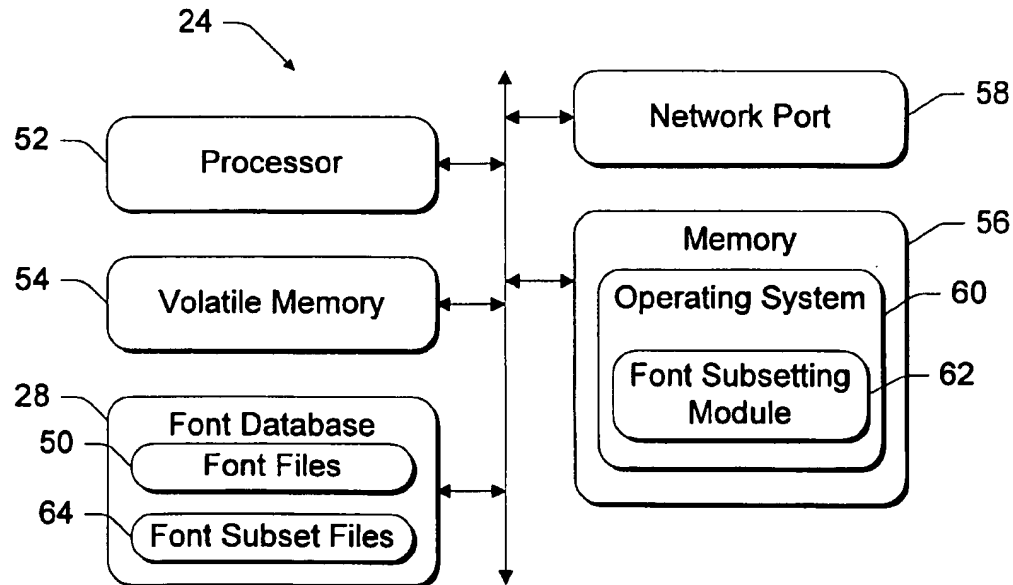 24
52
Processor
Network Port
58
54
Volatile Memory
Memory
56
Operating System
60
Font Subsetting
Module
62
28
Font Database
50
Font Files
64
Font Subset Files